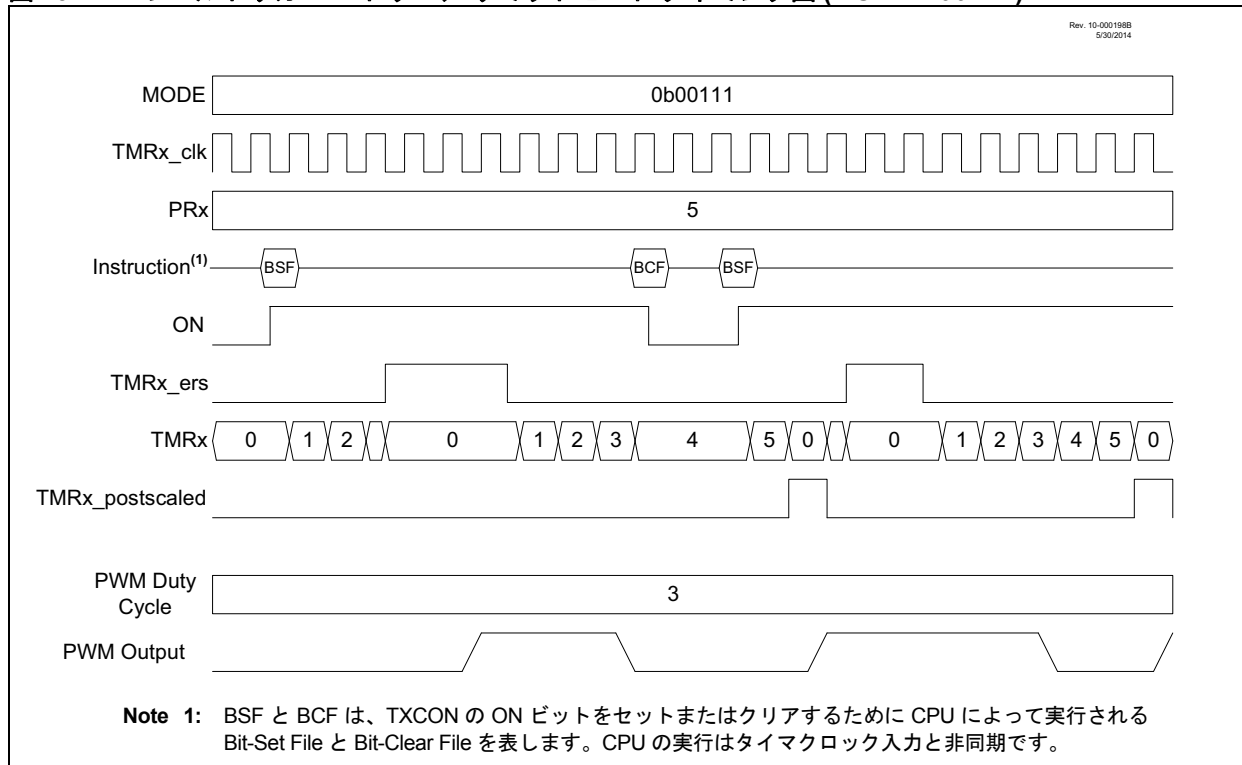 Rev. 10-000198B
5/30/2014
MODE 0b00111
TMRx_clk
PRx 5
Instruction(1) BSF BCF BSF
ON
TMRx_ers
TMRx 0 1 2 0 1 2 3 4 5 0 0 1 2 3 4 5 0
TMRx_postscaled
PWM Duty
Cycle 3
PWM Output
Note 1: BSF と BCF は、TXCON の ON ビットをセットまたはクリアするために CPU によって実行される
Bit-Set File と Bit-Clear File を表します。CPU の実行はタイマクロック入力と非同期です。